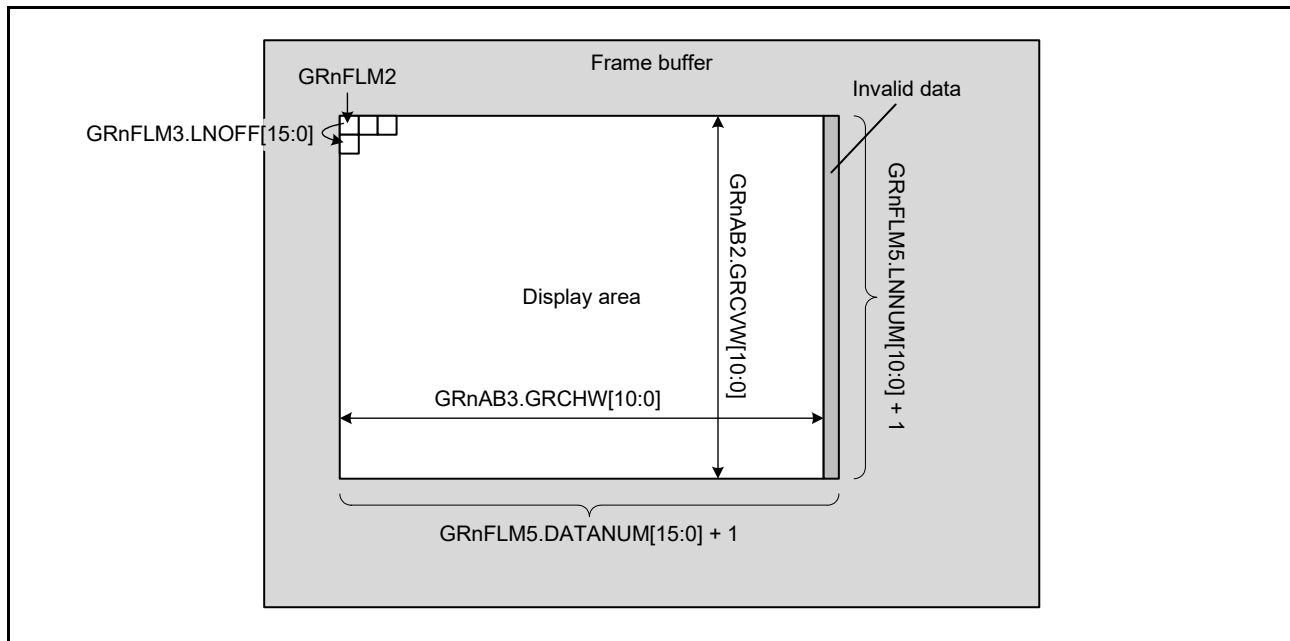 Frame buffer
GRnFLM2
Invalid data
GRnFLM3.LNOFF[15:0]
GRnAB2.GRCVW[10:0]
GRnFLM5.LNNUM[10:0] + 1
Display area
GRnAB3.GRCHW[10:0]
GRnFLM5.DATANUM[15:0] + 1